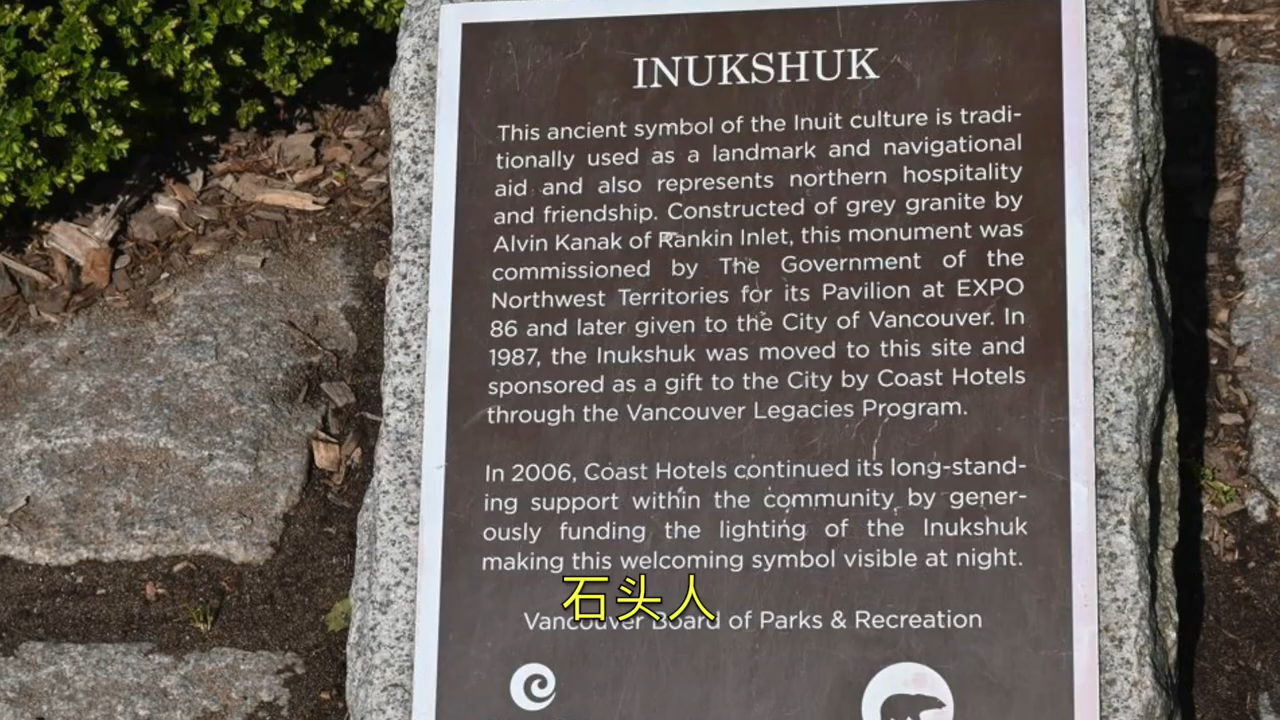 INUKSHUK
This ancient symbol of the Inuit culture is tradi-
tionally used as a landmark and navigational
aid and also represents northern hospitality
and friendship. Constructed of grey granite by
Alvin Kanak of Rankin Inlet, this monument was
commissioned by The Government of the
Northwest Territories for its Pavilion at EXPO
86 and later given to the City of Vancouver. In
1987, the Inukshuk was moved to this site and
sponsored as a gift to the City by Coast Hotels
through the Vancouver Legacies Program.
In 2006, Coast Hotels continued its long-stand-
ing support within the community by gener-
ously funding the lighting of the Inukshuk
making this welcoming symbol visible at night.
石头人
Vancouver Board of Parks & Recreation